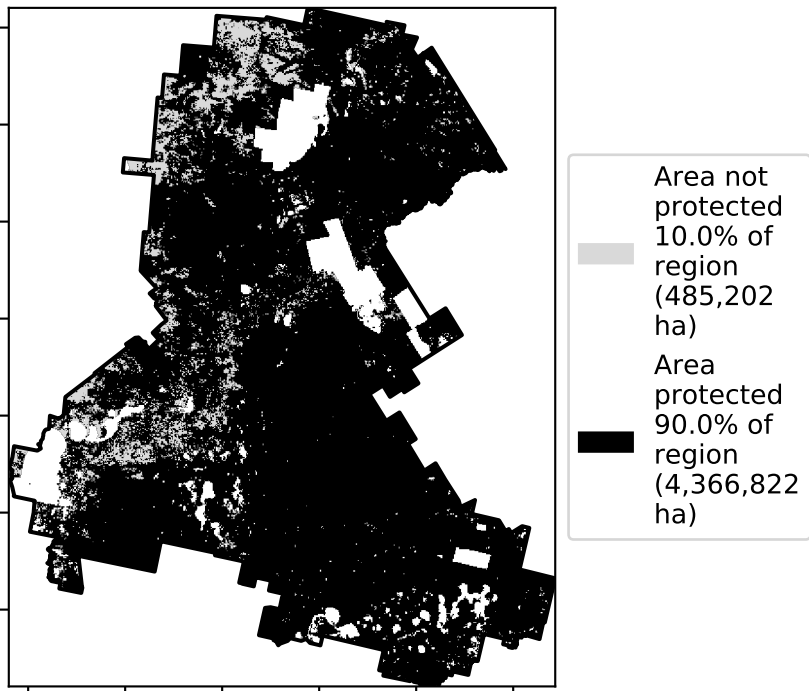 Area not
protected
10.0% of
region
(485,202
ha)
Area
protected
90.0% of
region
(4,366,822
ha)